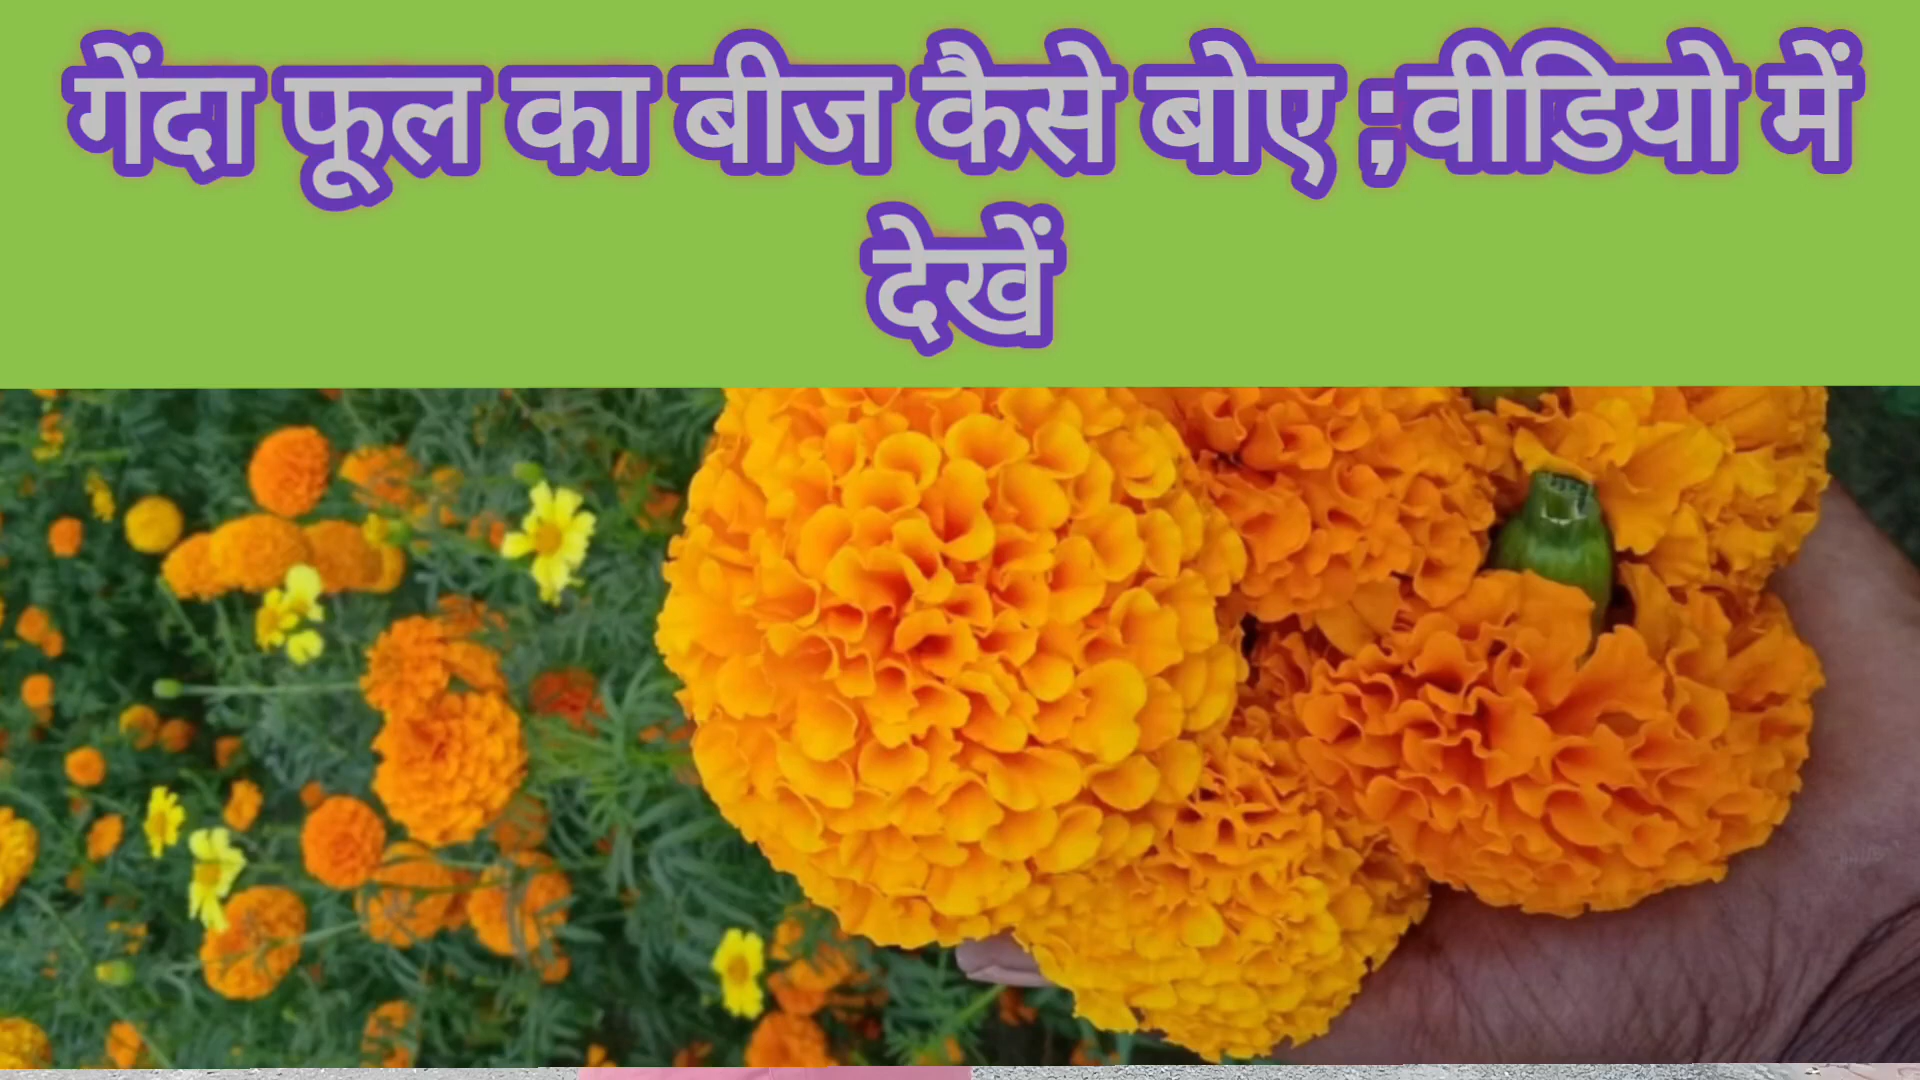 गेंदा फूल का बीज कैसे बोए ;वीडियो में
देखें